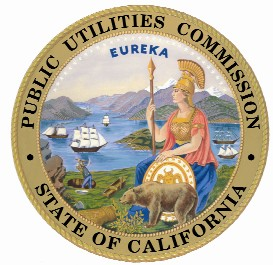 PUBLIC UTILITIES COMMISSION
EUREKA
• STATE OF CALIFORNIA •